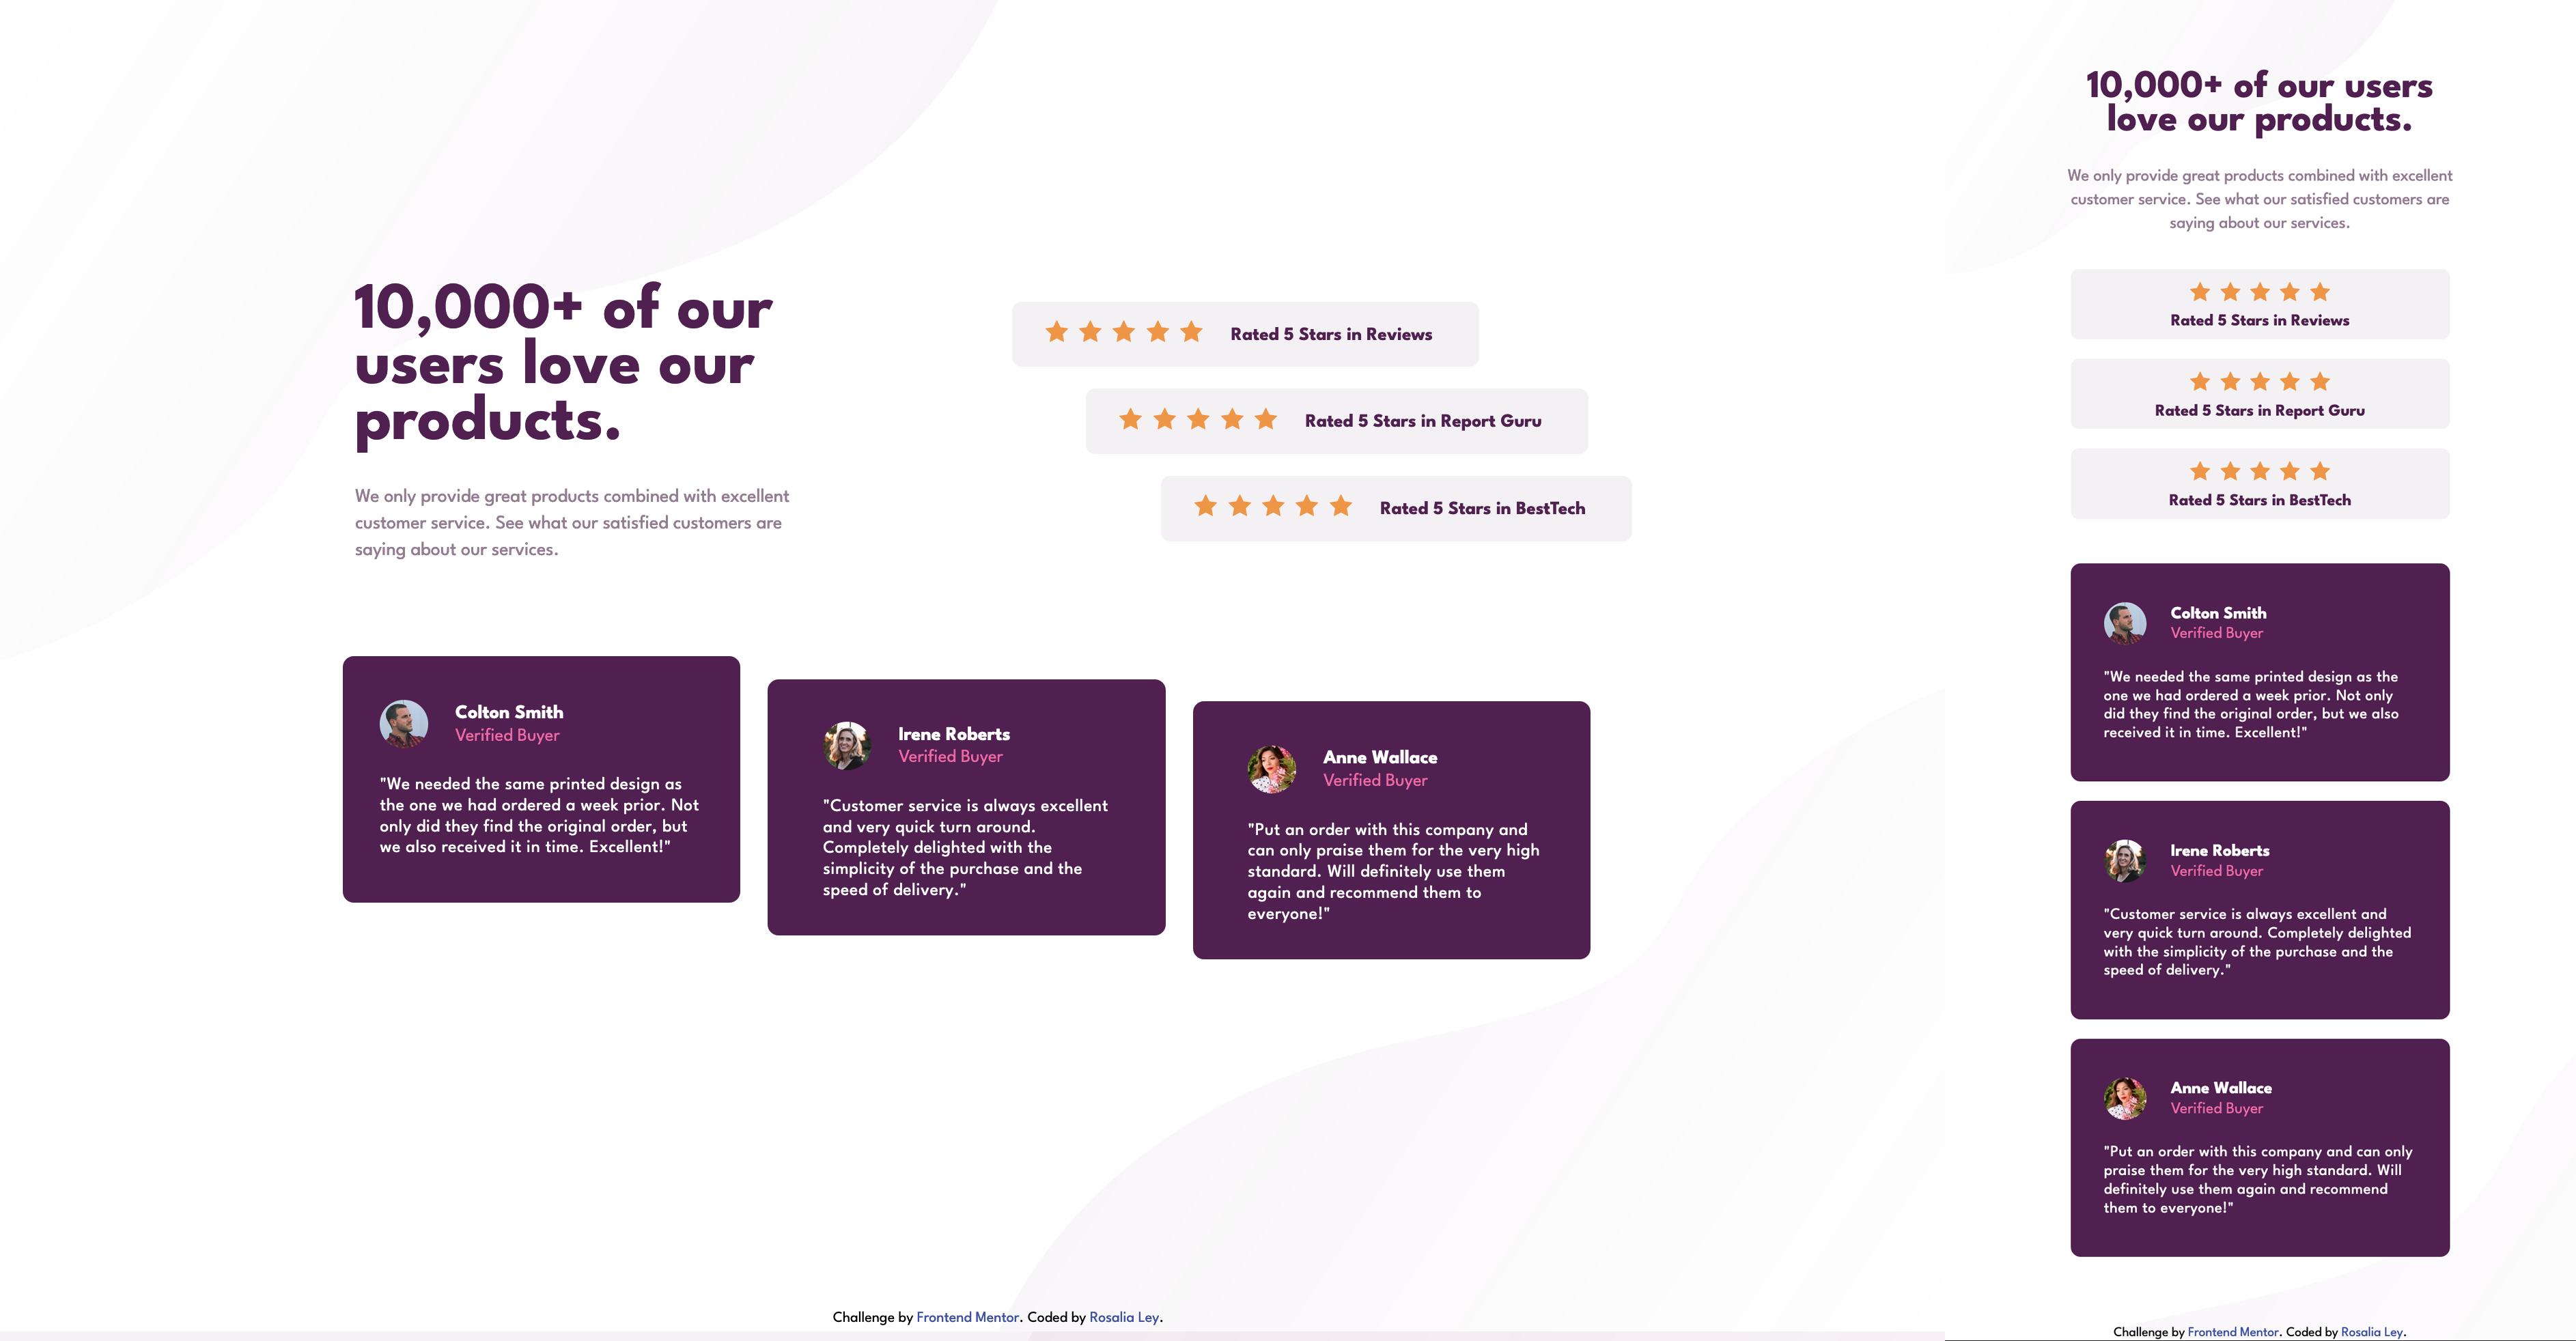 10,000+ of our
users love our
products.
We only provide great products combined with excellent
customer service. See what our satisfied customers are
saying about our services.
Rated 5 Stars in Reviews
Rated 5 Stars in Report Guru
Rated 5 Stars in BestTech
Colton Smith
Verified Buyer
"We needed the same printed design as
the one we had ordered a week prior. Not
only did they find the original order, but
we also received it in time. Excellent!"
Irene Roberts
Verified Buyer
"Customer service is always excellent
and very quick turn around.
Completely delighted with the
simplicity of the purchase and the
speed of delivery."
Anne Wallace
Verified Buyer
"Put an order with this company and
can only praise them for the very high
standard. Will definitely use them
again and recommend them to
everyone!"
Challenge by Frontend Mentor. Coded by Rosalia Ley.
10,000+ of our users
love our products.
We only provide great products combined with excellent
customer service. See what our satisfied customers are
saying about our services.
Rated 5 Stars in Reviews
Rated 5 Stars in Report Guru
Rated 5 Stars in BestTech
Colton Smith
Verified Buyer
"We needed the same printed design as the
one we had ordered a week prior. Not only
did they find the original order, but we also
received it in time. Excellent!"
Irene Roberts
Verified Buyer
"Customer service is always excellent and
very quick turn around. Completely delighted
with the simplicity of the purchase and the
speed of delivery."
Anne Wallace
Verified Buyer
"Put an order with this company and can only
praise them for the very high standard. Will
definitely use them again and recommend
them to everyone!"
Challenge by Frontend Mentor. Coded by Rosalia Ley.